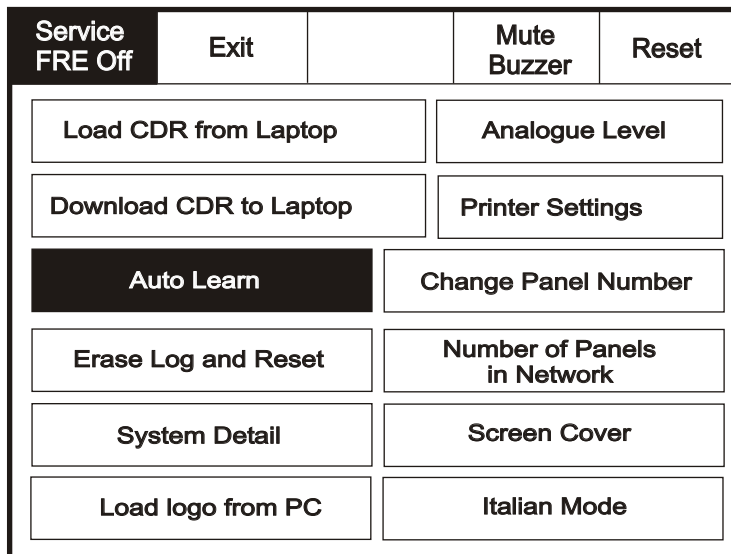 Service
FRE Off
Exit
Mute
Buzzer
Reset
Load CDR from Laptop
Analogue Level
Download CDR to Laptop
Printer Settings
Auto Learn
Change Panel Number
Erase Log and Reset
Number of Panels
in Network
System Detail
Screen Cover
Load logo from PC
Italian Mode